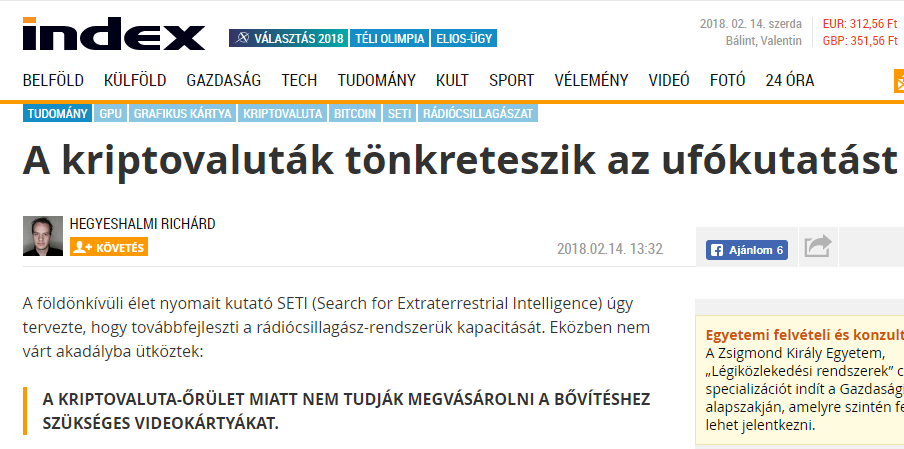 index
VÁLASZTÁS 2018 TÉLI OLIMPIA ELIOS-ÜGY
2018. 02. 14. szerda
Bálint, Valentin
EUR: 312,56 Ft
GBP: 351,56 Ft
BELFÖLD KÜLFÖLD GAZDASÁG TECH TUDOMÁNY KULT SPORT VÉLEMÉNY VIDEÓ FOTÓ 24 ÓRA
TUDOMÁNY GPU GRAFIKUS KÁRTYA KRIPTOVALUTA BITCOIN SETI RÁDIÓCSILLAGÁSZAT
A kriptovaluták tönkreteszik az ufókutatást
HEGYESHALMI RICHÁRD
KÖVETÉS
2018.02.14. 13:32
Ajánlom 6
A földönkívüli élet nyomait kutató SETI (Search for Extraterrestrial Intelligence) úgy
tervezte, hogy továbbfejleszti a rádiócsillagász-rendszerük kapacitását. Eközben nem
várt akadályba ütköztek:
A KRIPTOVALUTA-ŐRÜLET MIATT NEM TUDJÁK MEGVÁSÁROLNI A BŐVÍTÉSHEZ
SZÜKSÉGES VIDEOKÁRTYÁKAT.
Egyetemi felvételi és konzult
A Zsigmond Király Egyetem,
„Légiközlekedési rendszerek” c
specializációt indít a Gazdasági
alapszakján, amelyre szintén fe
lehet jelentkezni.